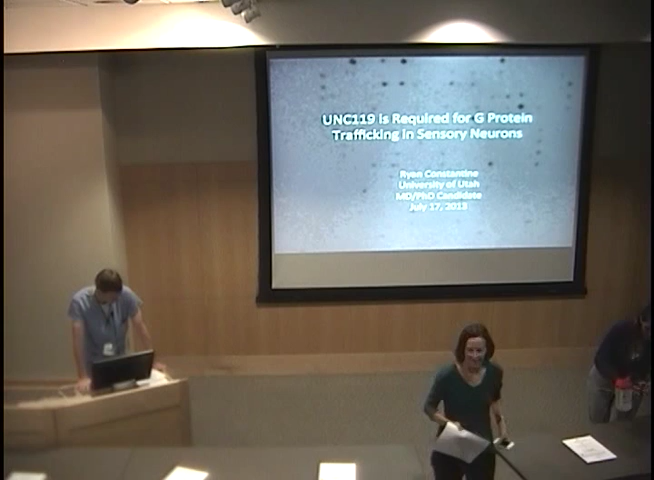 UNC119 is Required for G Protein
Trafficking in Sensory Neurons
Ryan Constantine
University of Utah
MD/PhD Candidate
July 17, 2013